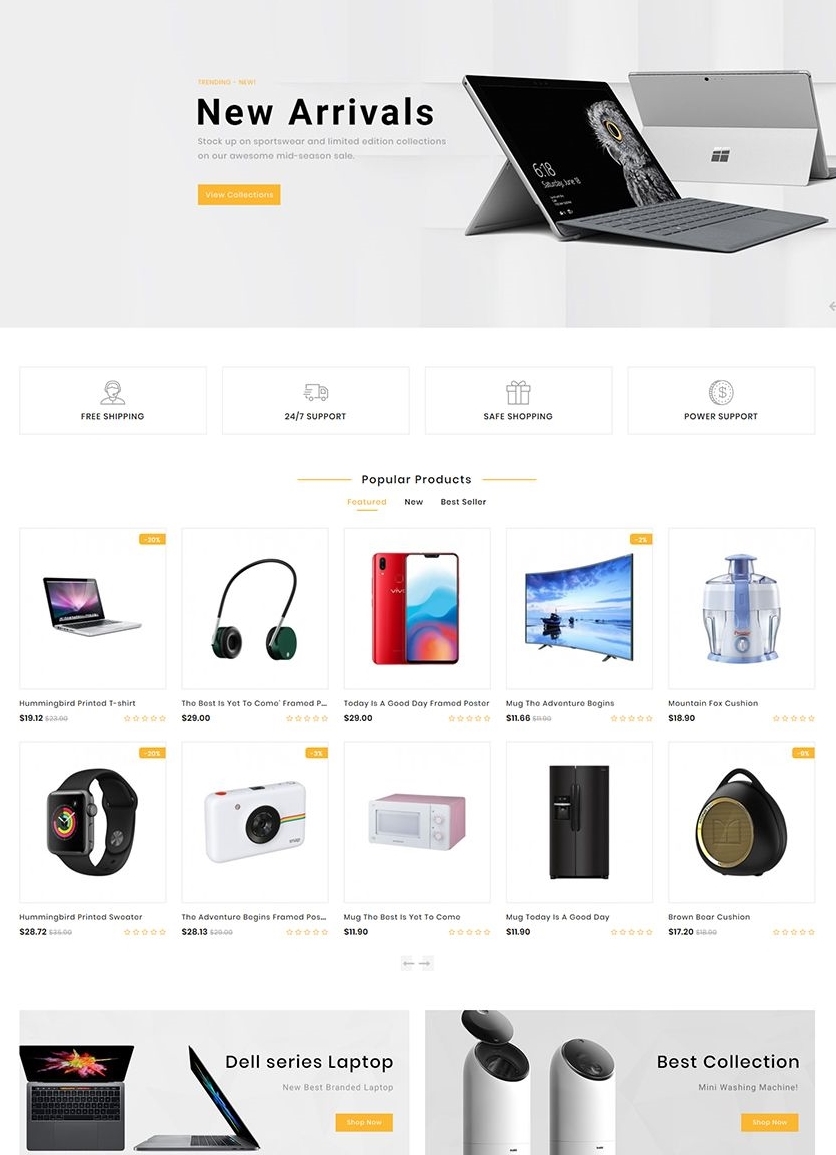 TRENDING - NEW!
New Arrivals
Stock up on sportswear and limited edition collections
on our awesome mid-season sale.
View Collections
6:18
Saturday, June 18
FREE SHIPPING
24/7 SUPPORT
SAFE SHOPPING
POWER SUPPORT
Popular Products
Featured New Best Seller
-20%
vivo
-2%
Hummingbird Printed T-shirt
$19.12 $23.90
The Best Is Yet To Come' Framed P...
$29.00
Today Is A Good Day Framed Poster
$29.00
Mug The Adventure Begins
$11.66 $11.90
Mountain Fox Cushion
$18.90
-20%
-3%
snap
-9%
Hummingbird Printed Sweater
$28.72 $35.90
The Adventure Begins Framed Pos...
$28.13 $29.00
Mug The Best Is Yet To Come
$11.90
Mug Today Is A Good Day
$11.90
Brown Bear Cushion
$17.20 $18.90
Dell series Laptop
New Best Branded Laptop
Shop Now
Best Collection
Mini Washing Machine!
Shop Now